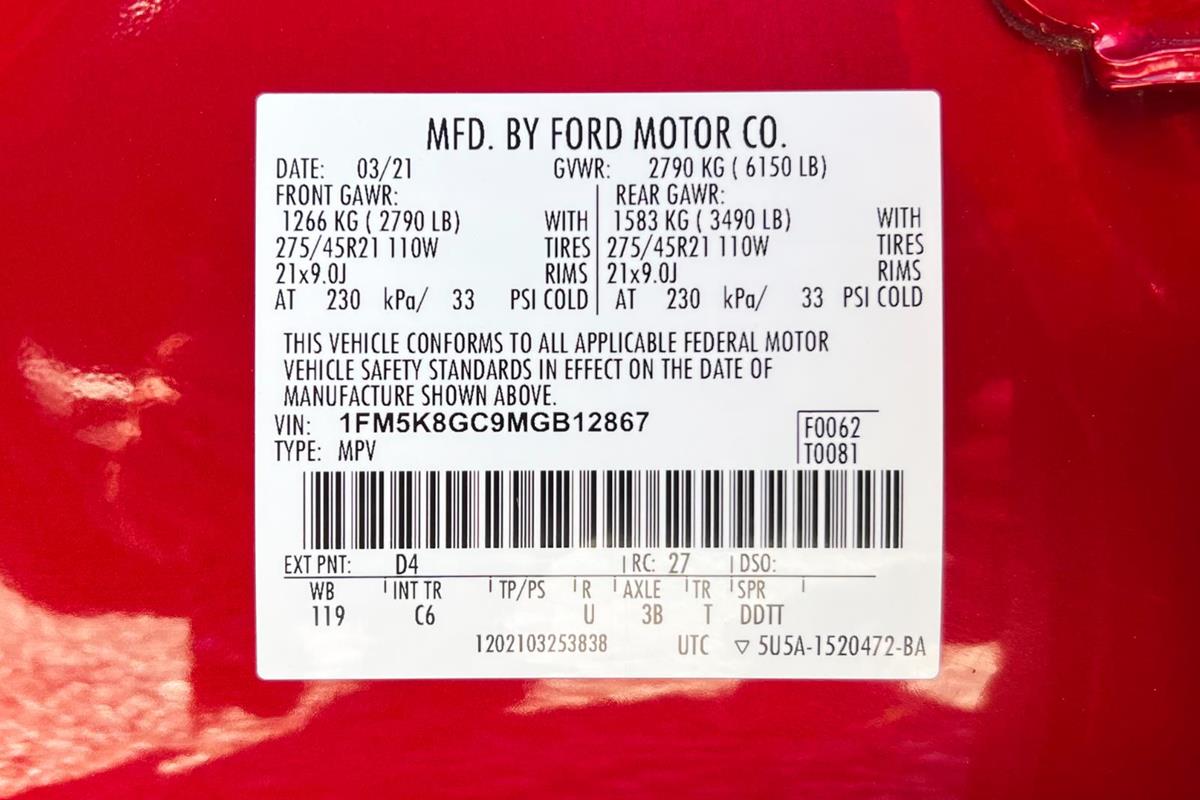 MFD. BY FORD MOTOR CO.
DATE: 03/21 GVWR: 2790 KG ( 6150 LB)
FRONT GAWR: REAR GAWR:
1266 KG ( 2790 LB) WITH 1583 KG ( 3490 LB) WITH
275/45R21 110W TIRES 275/45R21 110W TIRES
21x9.0J RIMS 21x9.0J RIMS
AT 230 kPa/ 33 PSI COLD AT 230 kPa/ 33 PSI COLD
THIS VEHICLE CONFORMS TO ALL APPLICABLE FEDERAL MOTOR
VEHICLE SAFETY STANDARDS IN EFFECT ON THE DATE OF
MANUFACTURE SHOWN ABOVE.
VIN: 1FM5K8GC9MGB12867 F0062
TYPE: MPV T0081
EXT PNT: D4 RC: 27 DSO:
WB INT TR TP/PS R AXLE TR SPR
119 C6 U 3B T DDTT
1202103253838 UTC ▽ 5U5A-1520472-BA